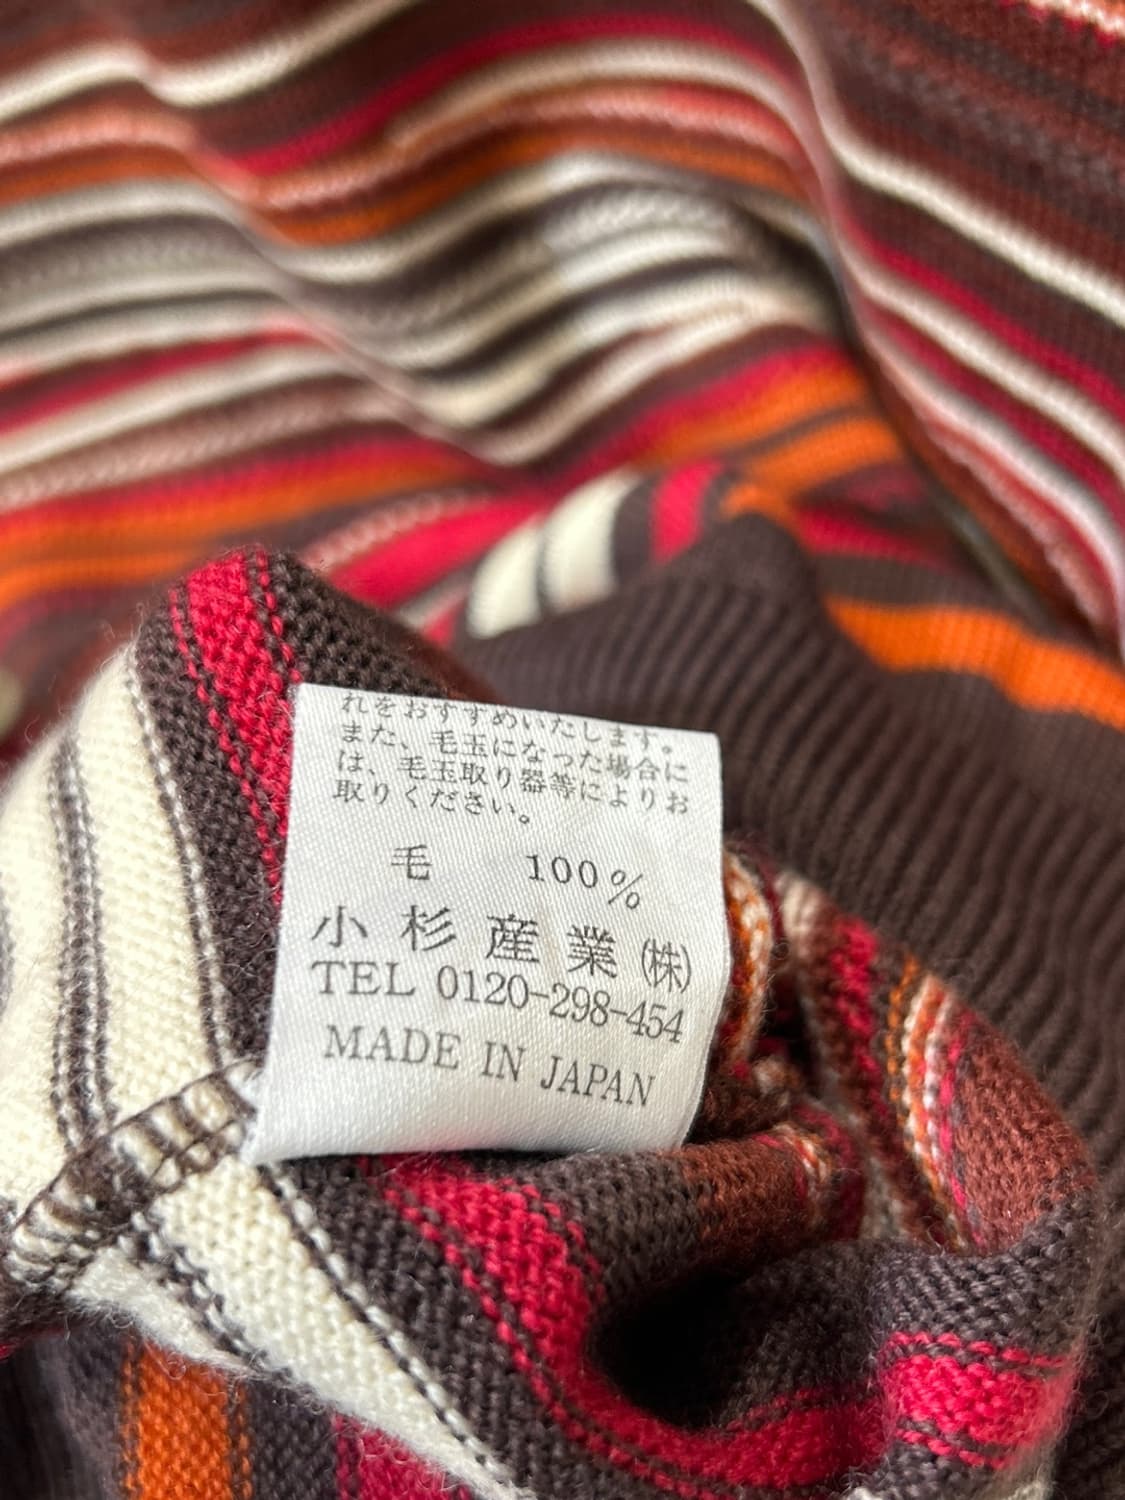 れをおすすめいたします。
また、毛玉になった場合に
は、毛玉取り器等によりお
取りください。
毛 100%
小杉産業㈱
TEL 0120-298-454
MADE IN JAPAN